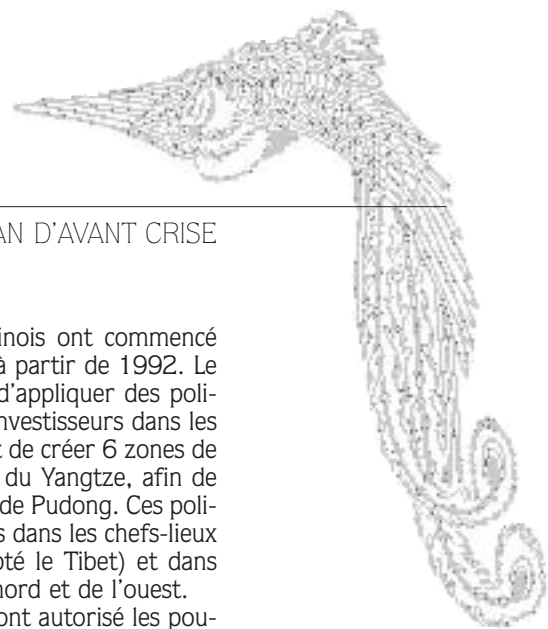 AN D'AVANT CRISE
inois ont commencé
à partir de 1992. Le
d'appliquer des poli-
nvestisseurs dans les
t de créer 6 zones de
du Yangtze, afin de
de Pudong. Ces poli-
s dans les chefs-lieux
pté le Tibet) et dans
nord et de l'ouest.
ont autorisé les pou-